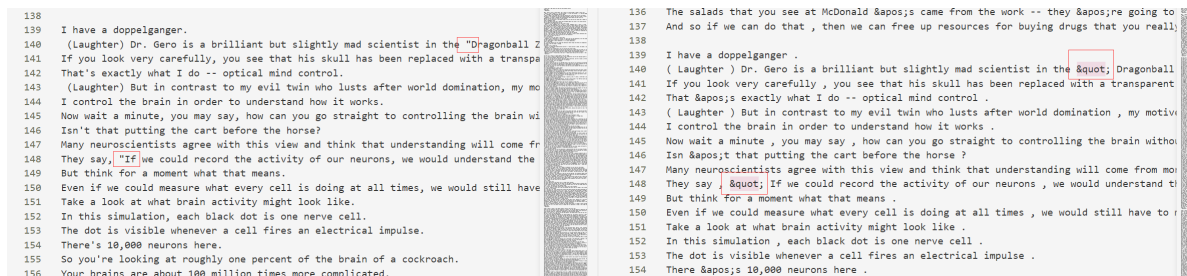 138
139 I have a doppelganger.
140 (Laughter) Dr. Gero is a brilliant but slightly mad scientist in the "Dragonball Z
141 If you look very carefully, you see that his skull has been replaced with a transpa
142 That's exactly what I do -- optical mind control.
143 (Laughter) But in contrast to my evil twin who lusts after world domination, my mo
144 I control the brain in order to understand how it works.
145 Now wait a minute, you may say, how can you go straight to controlling the brain wi
146 Isn't that putting the cart before the horse?
147 Many neuroscientists agree with this view and think that understanding will come fr
148 They say, "If we could record the activity of our neurons, we would understand the
149 But think for a moment what that means.
150 Even if we could measure what every cell is doing at all times, we would still have
151 Take a look at what brain activity might look like.
152 In this simulation, each black dot is one nerve cell.
153 The dot is visible whenever a cell fires an electrical impulse.
154 There's 10,000 neurons here.
155 So you're looking at roughly one percent of the brain of a cockroach.
156 Your brains are about 100 million times more complicated.
136 The salads that you see at McDonald &apos;s came from the work -- they &apos;re going to
137 And so if we can do that , then we can free up resources for buying drugs that you really
138
139 I have a doppelganger .
140 ( Laughter ) Dr. Gero is a brilliant but slightly mad scientist in the &quot; Dragonball
141 If you look very carefully , you see that his skull has been replaced with a transparent
142 That &apos;s exactly what I do -- optical mind control .
143 ( Laughter ) But in contrast to my evil twin who lusts after world domination , my motiv
144 I control the brain in order to understand how it works .
145 Now wait a minute , you may say , how can you go straight to controlling the brain withou
146 Isn &apos;t that putting the cart before the horse ?
147 Many neuroscientists agree with this view and think that understanding will come from mo
148 They say , &quot; If we could record the activity of our neurons , we would understand th
149 But think for a moment what that means .
150 Even if we could measure what every cell is doing at all times , we would still have to
151 Take a look at what brain activity might look like .
152 In this simulation , each black dot is one nerve cell .
153 The dot is visible whenever a cell fires an electrical impulse .
154 There &apos;s 10,000 neurons here .